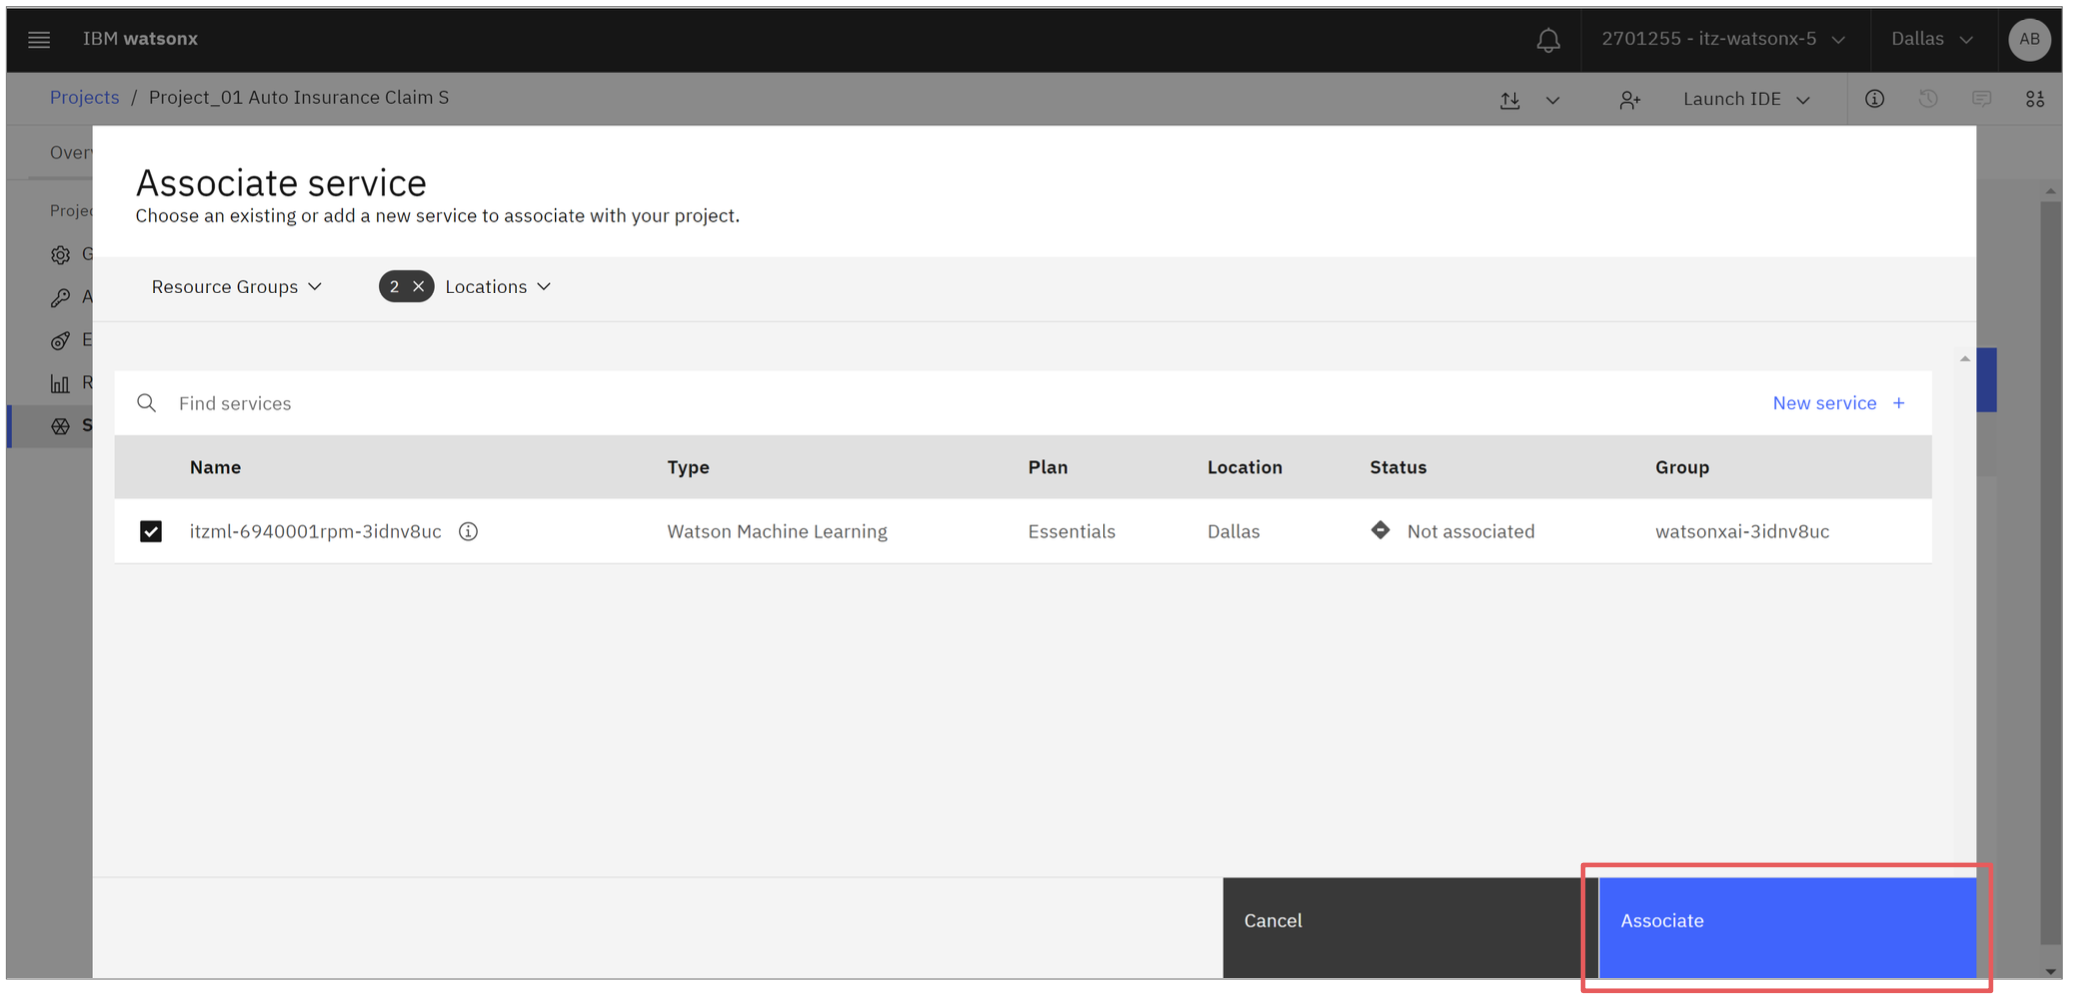 IBM watsonx
2701255 - itz-watsonx-5
Dallas
AB
Projects / Project_01 Auto Insurance Claim S
Launch IDE
Associate service
Choose an existing or add a new service to associate with your project.
Resource Groups
2 × Locations
Find services
New service +
Name Type Plan Location Status Group
itzml-6940001rpm-3idnv8uc Watson Machine Learning Essentials Dallas Not associated watsonxai-3idnv8uc
Cancel
Associate